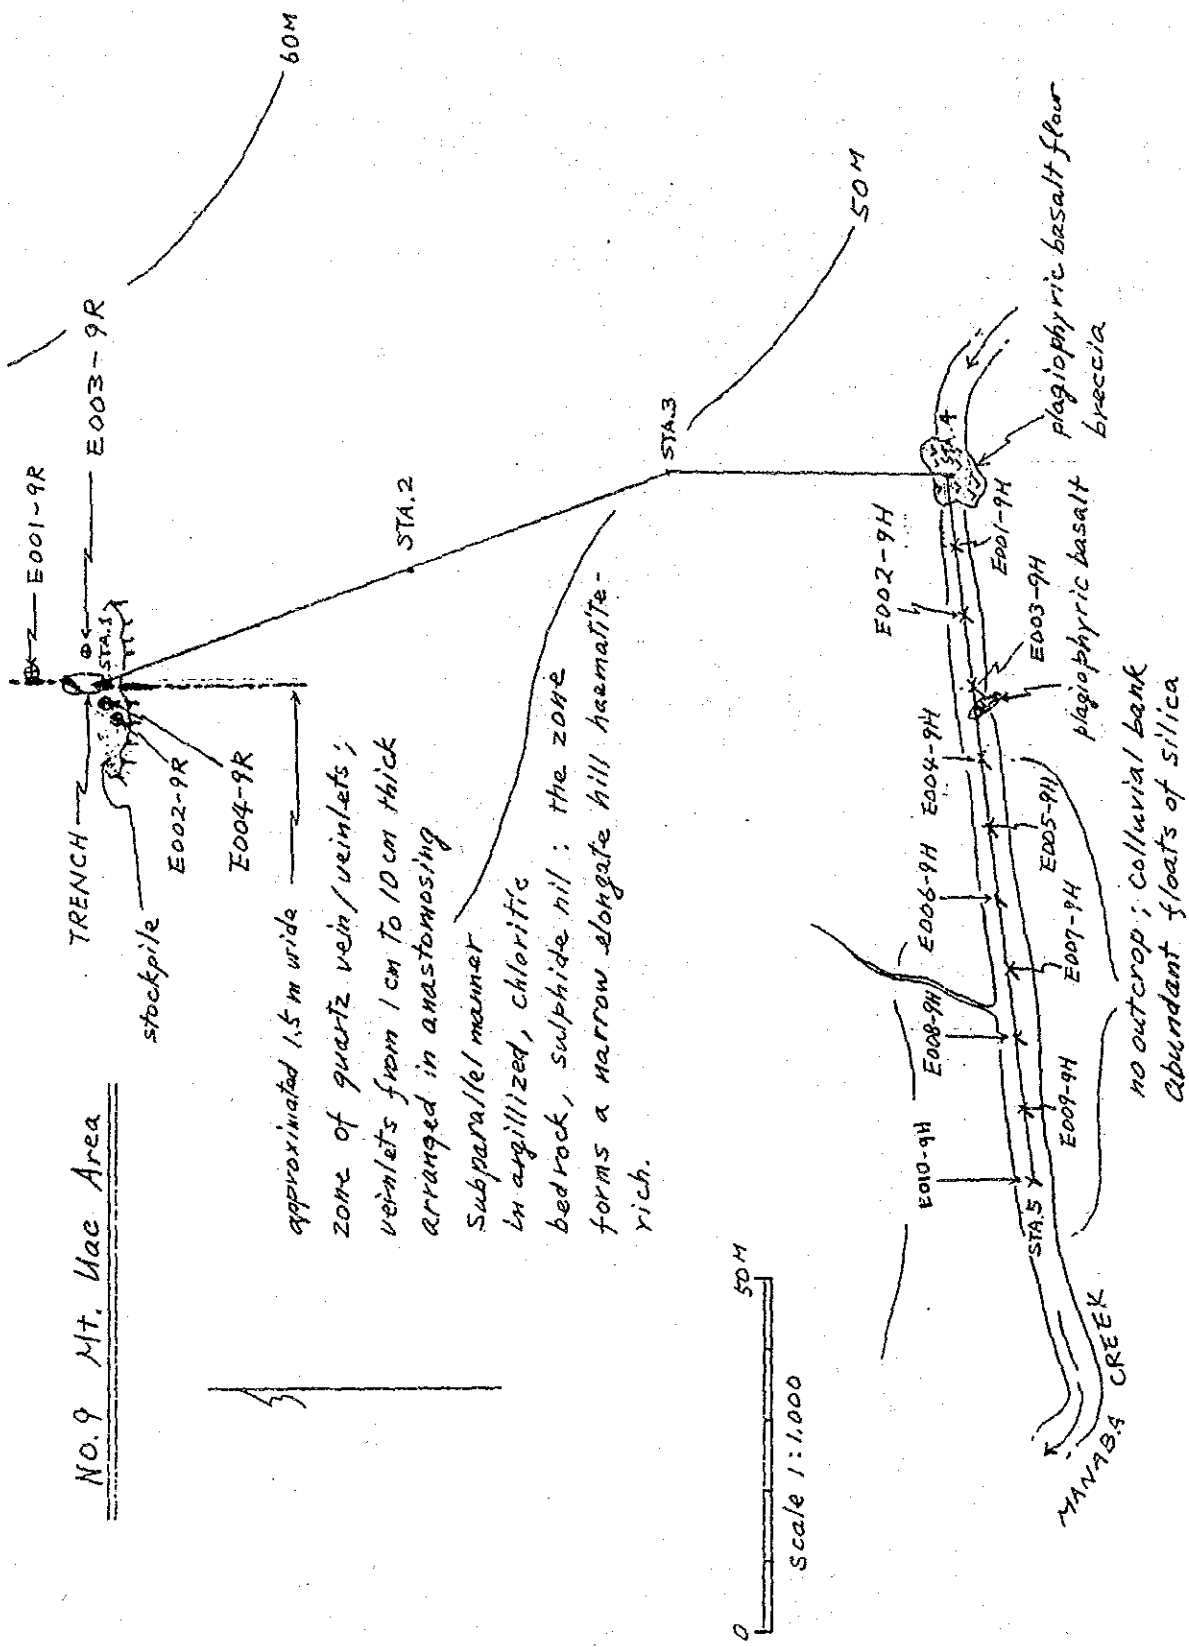 NO.9 Mt. Uac Area
TRENCH
stockpile
E001-9R
E003-9R
STA.1
E002-9R
E004-9R
60M
approximated 1.5 m wide
zone of quartz vein/veinlets;
veinlets from 1 cm to 10 cm thick
arranged in anastomosing
Subparallel manner
in argillized, chloritic
bedrock, sulphide nil : the zone
forms a narrow elongate hill haematite-
rich.
STA.2
STA.3
50M
0
50M
Scale 1:1.000
E010-9H
E008-9H
E006-9H
E004-9H
E002-9H
STA.4
STA.5
E009-9H
E007-9H
E005-9H
E003-9H
E001-9H
plagiophyric basalt
plagiophyric basalt flour
breccia
CREEK
no outcrop; colluvial bank
abundant floats of silica